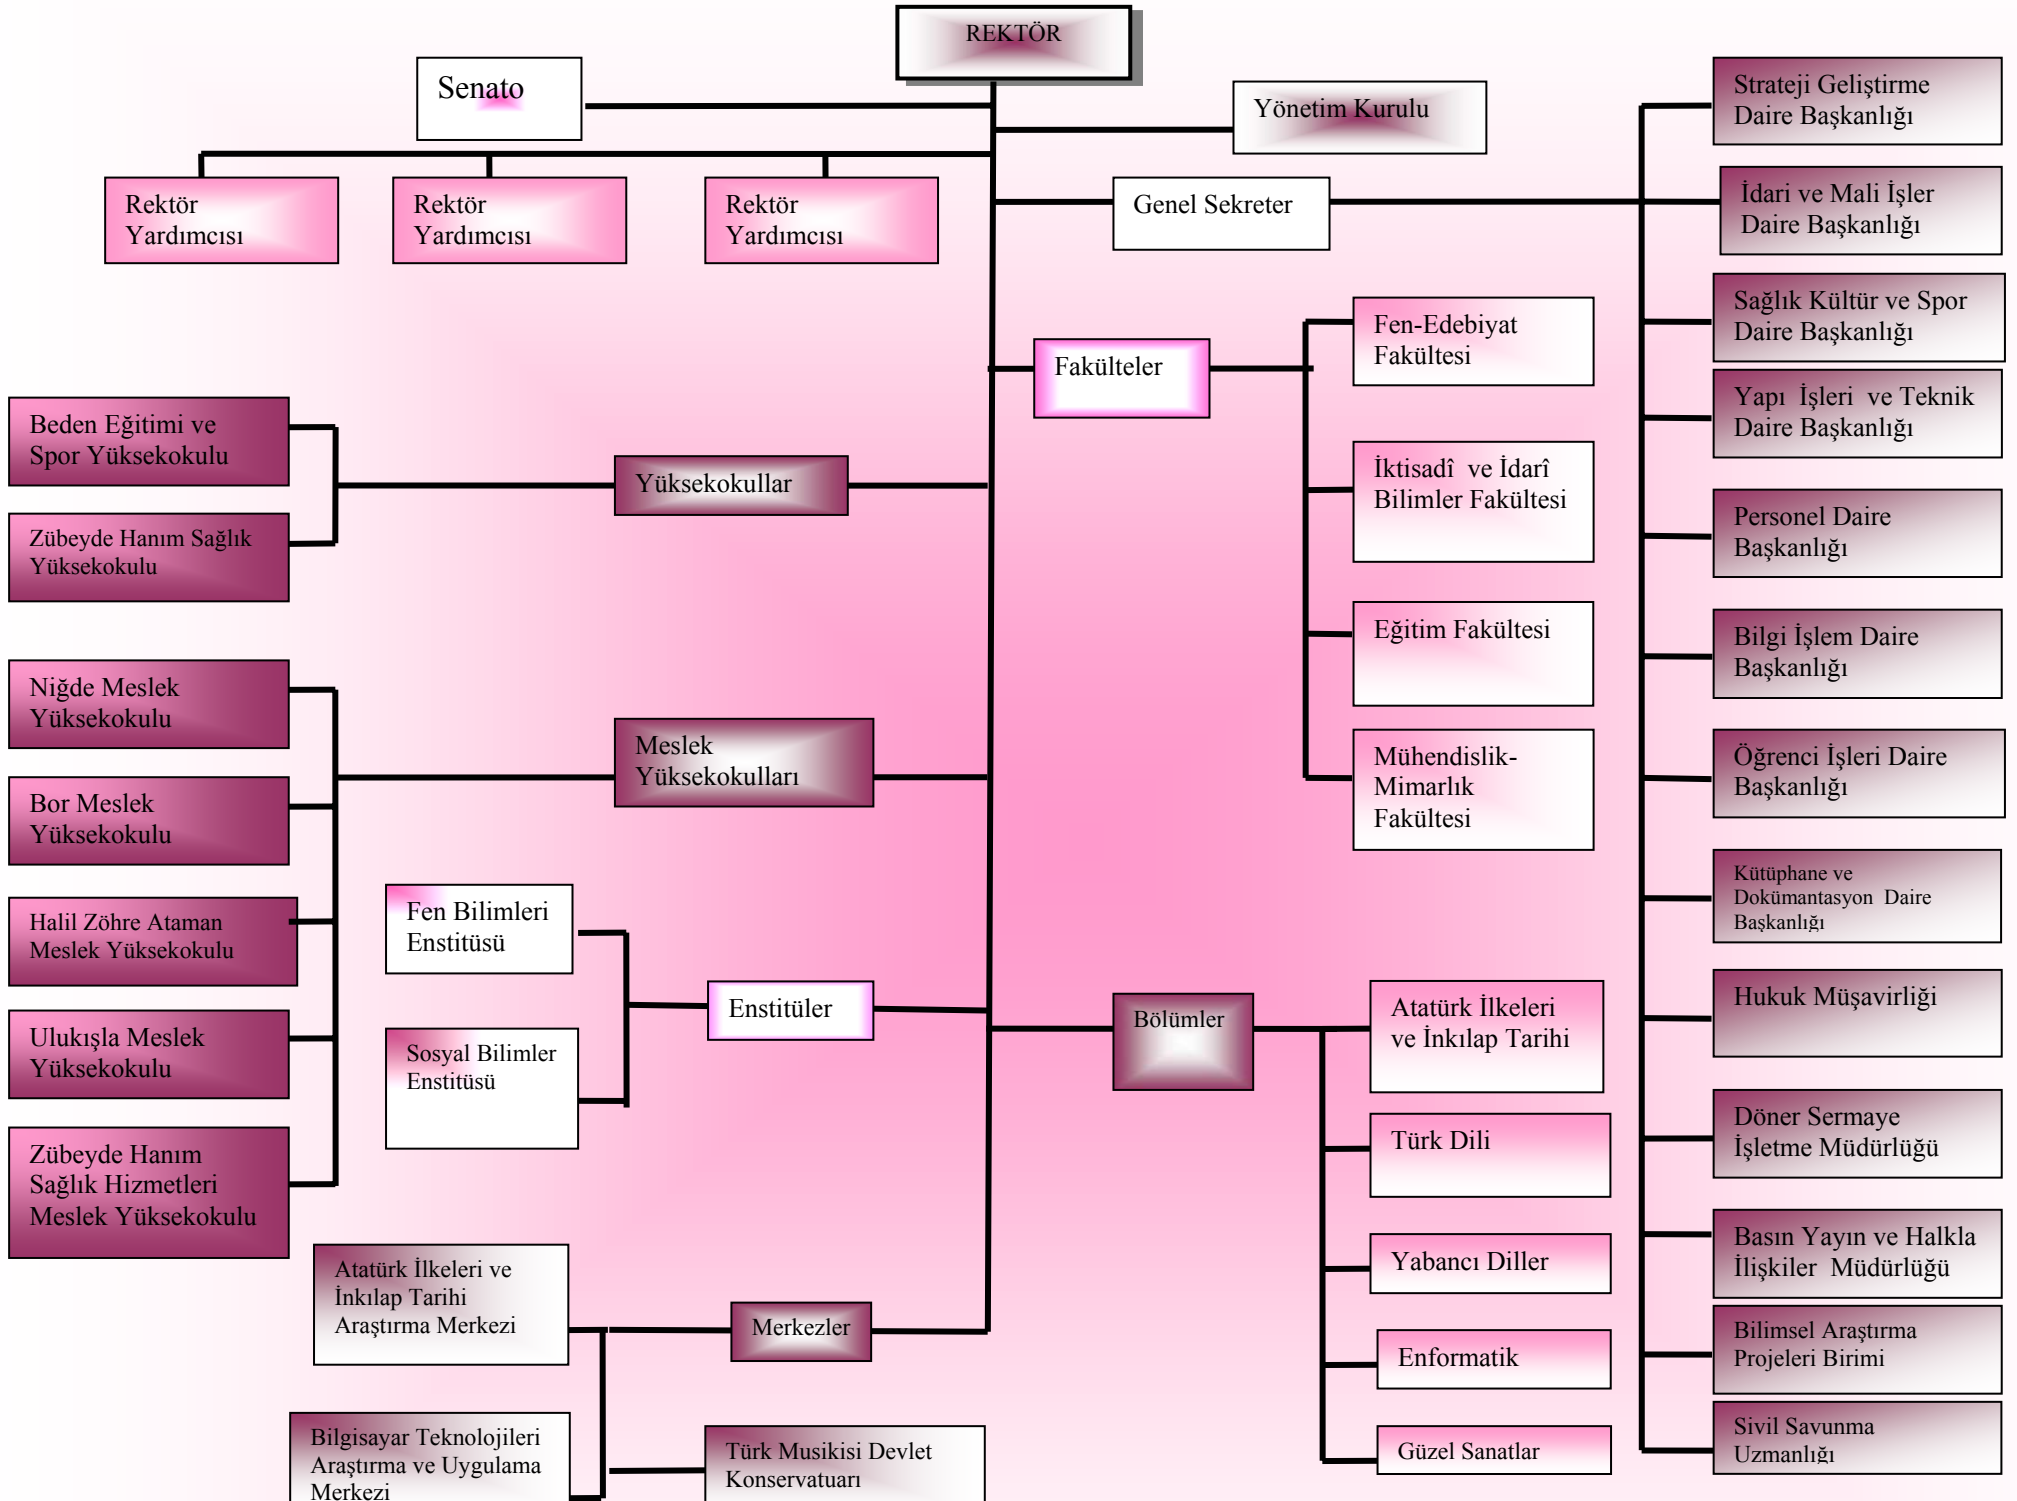 REKTÖR
Senato
Yönetim Kurulu
Rektör
Yardımcısı
Rektör
Yardımcısı
Rektör
Yardımcısı
Genel Sekreter
Strateji Geliştirme
Daire Başkanlığı
İdari ve Mali İşler
Daire Başkanlığı
Sağlık Kültür ve Spor
Daire Başkanlığı
Yapı İşleri ve Teknik
Daire Başkanlığı
Personel Daire
Başkanlığı
Bilgi İşlem Daire
Başkanlığı
Öğrenci İşleri Daire
Başkanlığı
Kütüphane ve
Dokümantasyon Daire
Başkanlığı
Hukuk Müşavirliği
Döner Sermaye
İşletme Müdürlüğü
Basın Yayın ve Halkla
İlişkiler Müdürlüğü
Bilimsel Araştırma
Projeleri Birimi
Sivil Savunma
Uzmanlığı
Fakülteler
Fen-Edebiyat
Fakültesi
İktisadî ve İdarî
Bilimler Fakültesi
Eğitim Fakültesi
Mühendislik-
Mimarlık
Fakültesi
Yüksekokullar
Beden Eğitimi ve
Spor Yüksekokulu
Zübeyde Hanım Sağlık
Yüksekokulu
Meslek
Yüksekokulları
Niğde Meslek
Yüksekokulu
Bor Meslek
Yüksekokulu
Halil Zöhre Ataman
Meslek Yüksekokulu
Ulukışla Meslek
Yüksekokulu
Zübeyde Hanım
Sağlık Hizmetleri
Meslek Yüksekokulu
Enstitüler
Fen Bilimleri
Enstitüsü
Sosyal Bilimler
Enstitüsü
Bölümler
Atatürk İlkeleri
ve İnkılap Tarihi
Türk Dili
Yabancı Diller
Enformatik
Güzel Sanatlar
Merkezler
Atatürk İlkeleri ve
İnkılap Tarihi
Araştırma Merkezi
Bilgisayar Teknolojileri
Araştırma ve Uygulama
Merkezi
Türk Musikisi Devlet
Konservatuarı